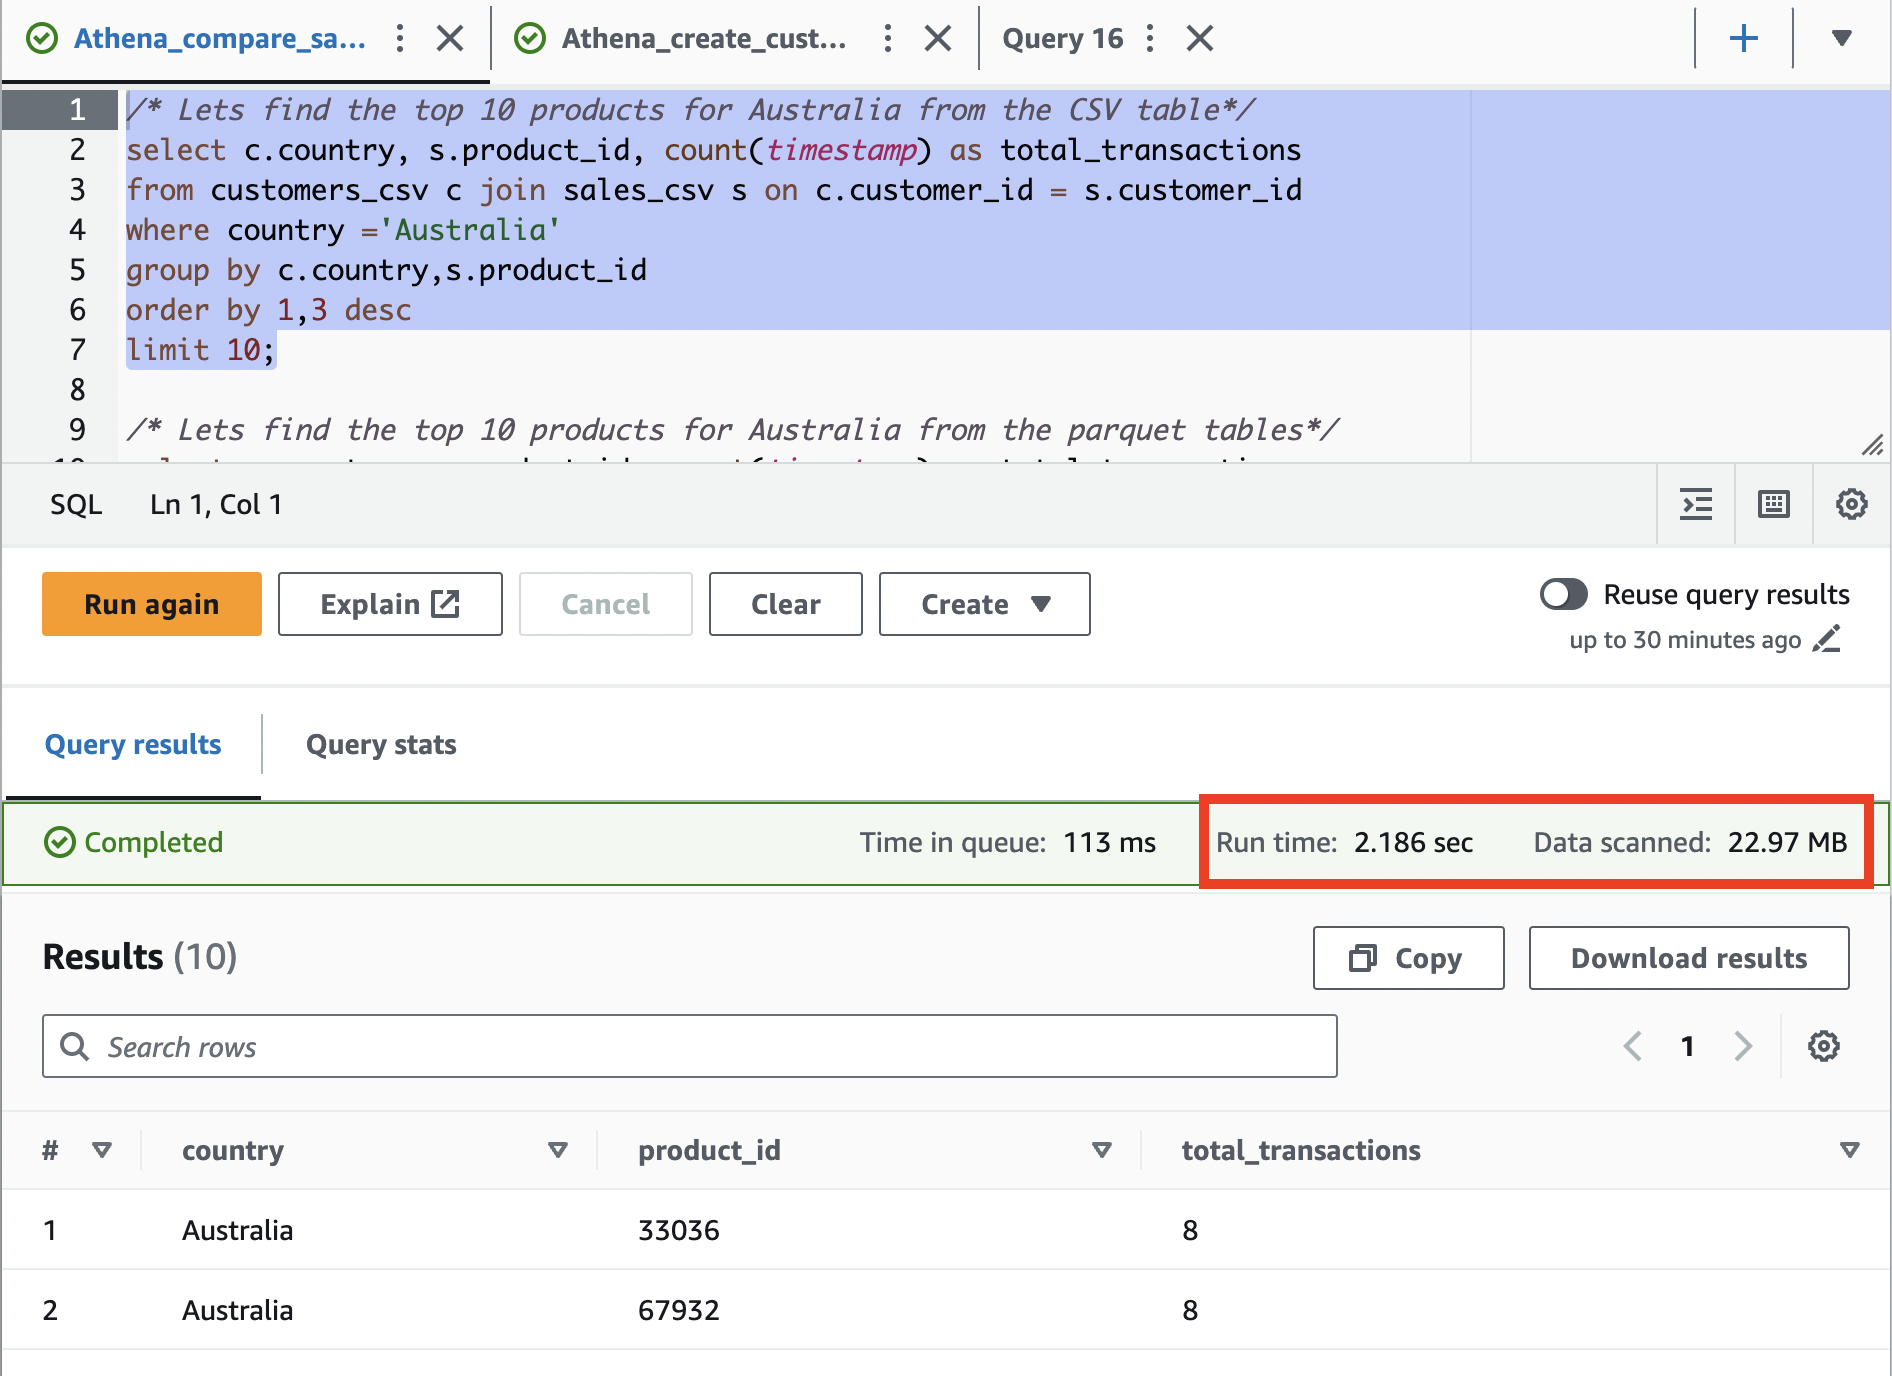 Athena_compare_sa... Athena_create_cust... Query 16
1 /* Lets find the top 10 products for Australia from the CSV table*/
2 select c.country, s.product_id, count(timestamp) as total_transactions
3 from customers_csv c join sales_csv s on c.customer_id = s.customer_id
4 where country ='Australia'
5 group by c.country,s.product_id
6 order by 1,3 desc
7 limit 10;
8
9 /* Lets find the top 10 products for Australia from the parquet tables*/
SQL Ln 1, Col 1
Run again Explain Cancel Clear Create Reuse query results
up to 30 minutes ago
Query results Query stats
Completed Time in queue: 113 ms Run time: 2.186 sec Data scanned: 22.97 MB
Results (10) Copy Download results
Search rows 1
# country product_id total_transactions
1 Australia 33036 8
2 Australia 67932 8